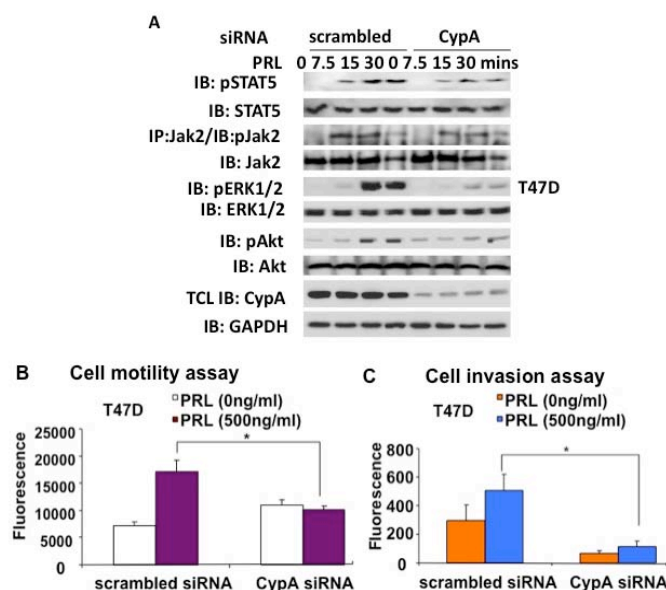 A
siRNA scrambled CypA
PRL 0 7.5 15 30 0 7.5 15 30 mins
IB: pSTAT5
IB: STAT5
IP:Jak2/IB:pJak2
IB: Jak2
IB: pERK1/2 T47D
IB: ERK1/2
IB: pAkt
IB: Akt
TCL IB: CypA
IB: GAPDH
B Cell motility assay
T47D
PRL (0ng/ml)
PRL (500ng/ml)
*
Fluorescence
25000
20000
15000
10000
5000
0
scrambled siRNA CypA siRNA
C Cell invasion assay
T47D
PRL (0ng/ml)
PRL (500ng/ml)
*
Fluorescence
800
600
400
200
0
scrambled siRNA CypA siRNA